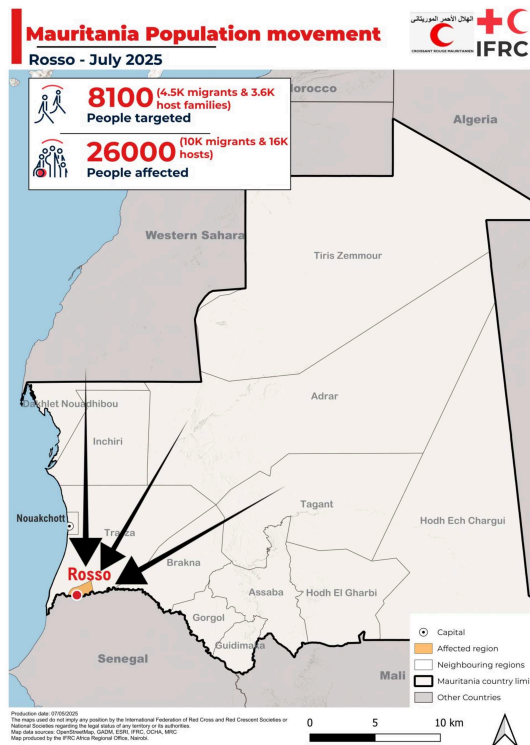 Mauritania Population movement
Rosso - July 2025
الهلال الأحمر الموريتاني
CROISSANT ROUGE MAURITANIEN
IFRC
8100 (4.5K migrants & 3.6K host families)
People targeted
26000 (10K migrants & 16K hosts)
People affected
orocco
Algeria
Western Sahara
Tiris Zemmour
Dakhlet Nouadhibou
Adrar
Inchiri
Tagant
Nouakchott
Trarza
Hodh Ech Chargui
Brakna
Rosso
Assaba
Hodh El Gharbi
Gorgol
Guidimaka
Senegal
Mali
Capital
Affected region
Neighbouring regions
Mauritania country limi
Other Countries
Production date: 07/05/2025
The maps used do not imply any position by the International Federation of Red Cross and Red Crescent Societies or
National Societies regarding the legal status of any territory or its authorities.
Map data sources: OpenStreetMap, GADM, ESRI, IFRC, OCHA, MRC
Map produced by the IFRC Africa Regional Office, Nairobi.
0 5 10 km